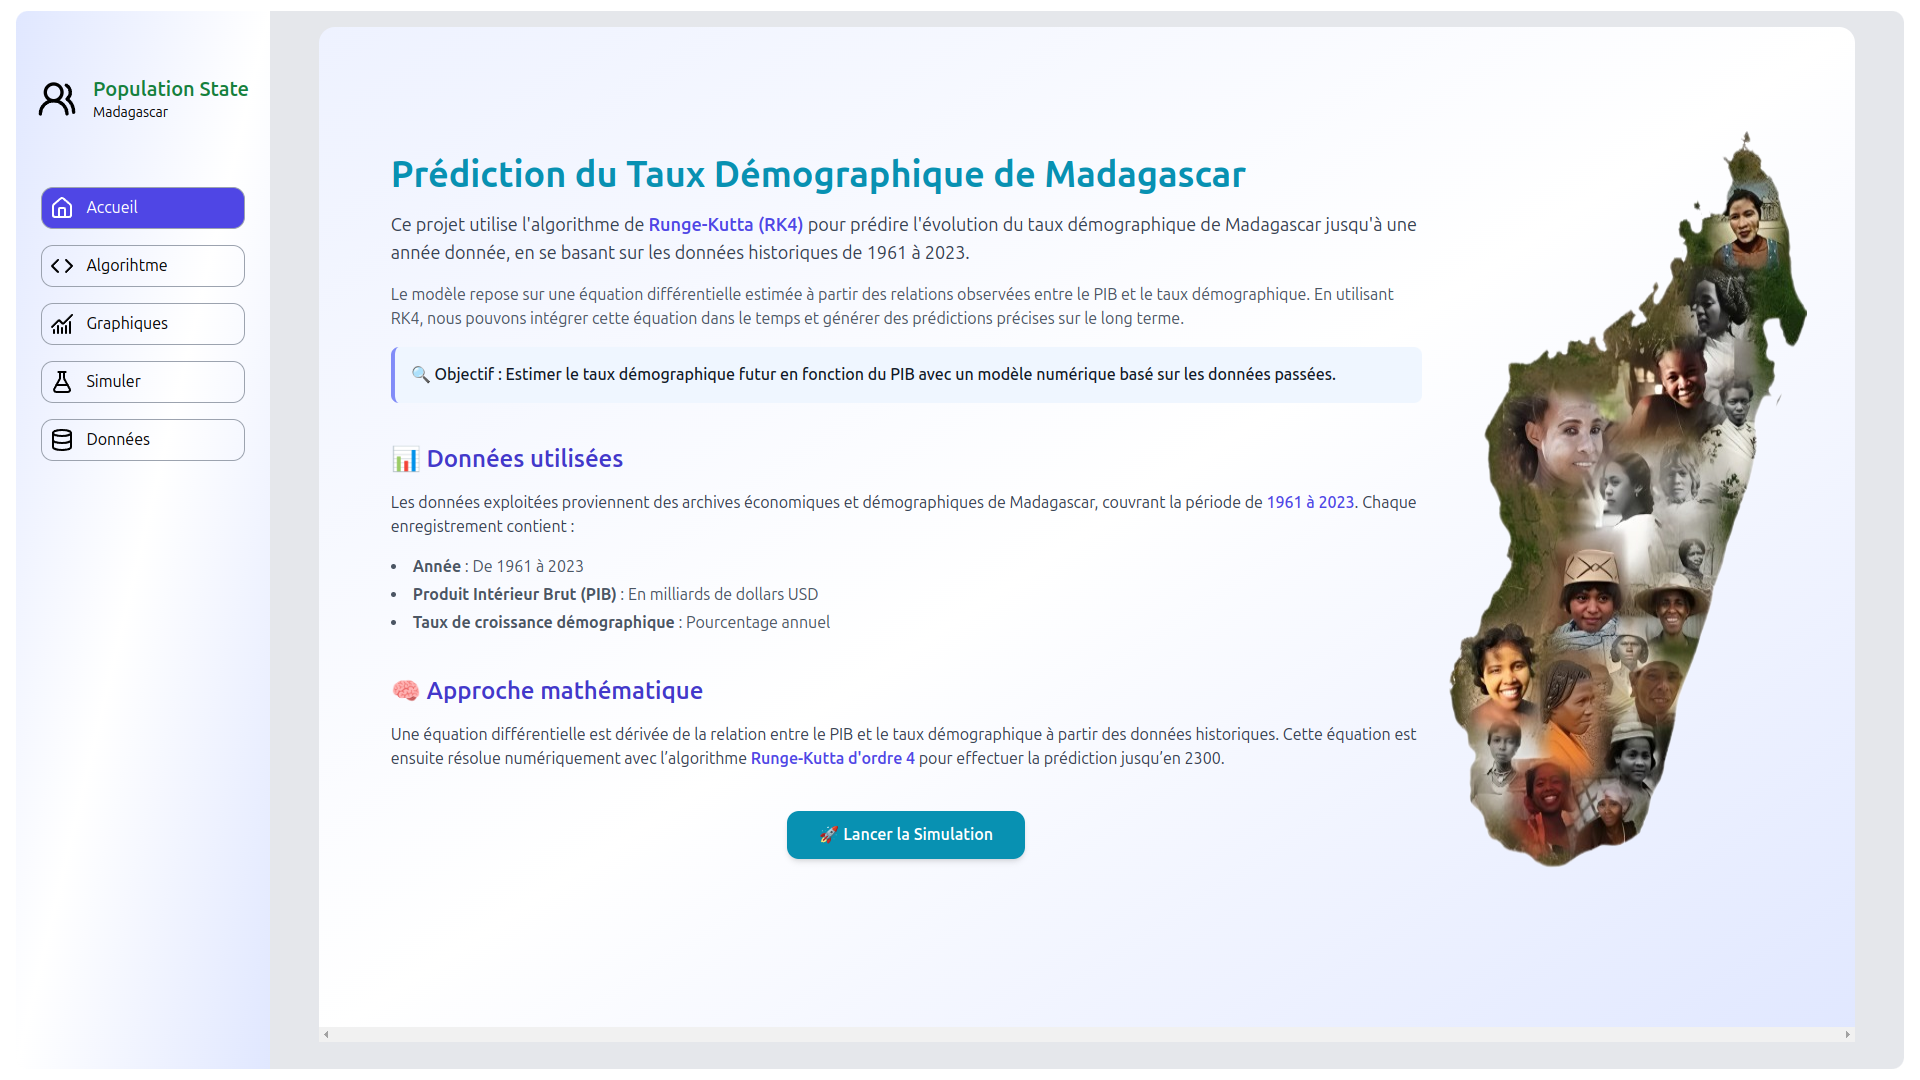 Population State
Madagascar
Accueil
Algorihtme
Graphiques
Simuler
Données
Prédiction du Taux Démographique de Madagascar
Ce projet utilise l'algorithme de Runge-Kutta (RK4) pour prédire l'évolution du taux démographique de Madagascar jusqu'à une
année donnée, en se basant sur les données historiques de 1961 à 2023.
Le modèle repose sur une équation différentielle estimée à partir des relations observées entre le PIB et le taux démographique. En utilisant
RK4, nous pouvons intégrer cette équation dans le temps et générer des prédictions précises sur le long terme.
🔍 Objectif : Estimer le taux démographique futur en fonction du PIB avec un modèle numérique basé sur les données passées.
📊 Données utilisées
Les données exploitées proviennent des archives économiques et démographiques de Madagascar, couvrant la période de 1961 à 2023. Chaque
enregistrement contient :
• Année : De 1961 à 2023
• Produit Intérieur Brut (PIB) : En milliards de dollars USD
• Taux de croissance démographique : Pourcentage annuel
🧠 Approche mathématique
Une équation différentielle est dérivée de la relation entre le PIB et le taux démographique à partir des données historiques. Cette équation est
ensuite résolue numériquement avec l’algorithme Runge-Kutta d'ordre 4 pour effectuer la prédiction jusqu’en 2300.
🚀 Lancer la Simulation